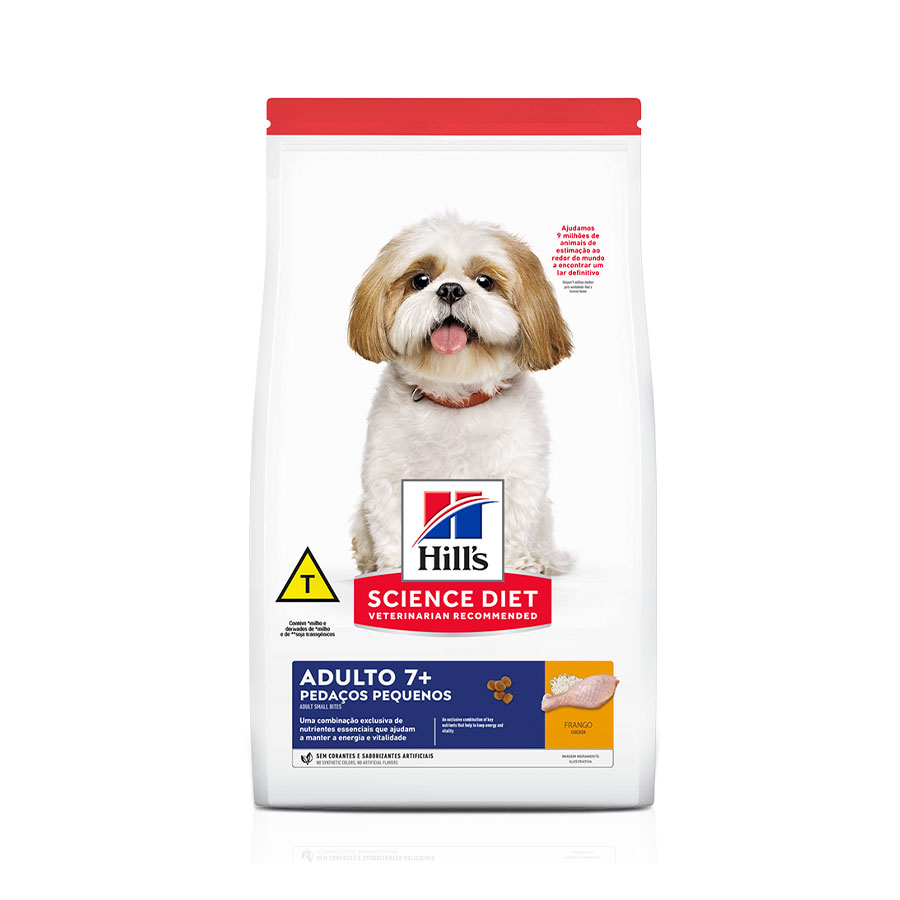 Ajudamos
9 milhões de
animais de
estimação ao
redor do mundo
a encontrar um
lar definitivo
Hill's
SCIENCE DIET
VETERINARIAN RECOMMENDED
T
Contém *milho e
derivados de *milho
e de **soja transgênicos
ADULTO 7+
PEDAÇOS PEQUENOS
ADULT SMALL BITES
Uma combinação exclusiva de
nutrientes essenciais que ajudam
a manter a energia e vitalidade
An exclusive combination of key
nutrients that help to keep energy and
vitality
FRANGO
CHICKEN
SEM CORANTES E SABORIZANTES ARTIFICIAIS
NO SYNTHETIC COLORS, NO ARTIFICIAL FLAVORS
IMAGEM MERAMENTE
ILUSTRATIVA